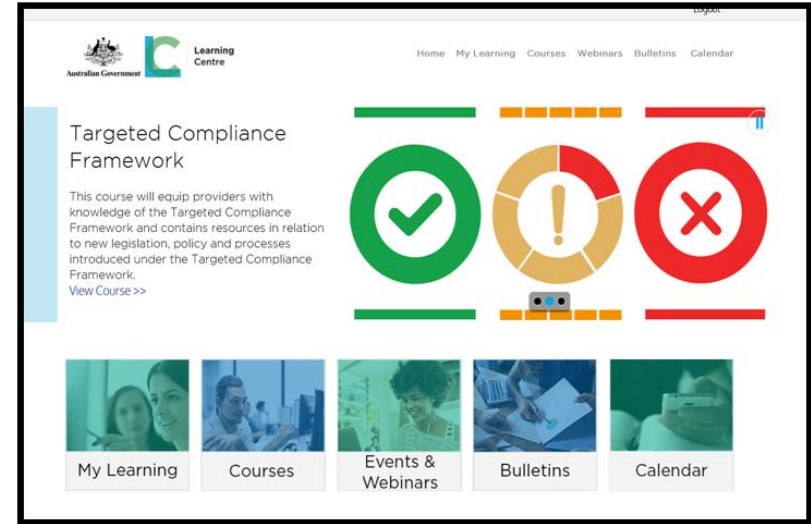 Logout
Australian Government
Learning
Centre
Home My Learning Courses Webinars Bulletins Calendar
Targeted Compliance
Framework
This course will equip providers with
knowledge of the Targeted Compliance
Framework and contains resources in relation
to new legislation, policy and processes
introduced under the Targeted Compliance
Framework.
View Course >>
My Learning
Courses
Events &
Webinars
Bulletins
Calendar